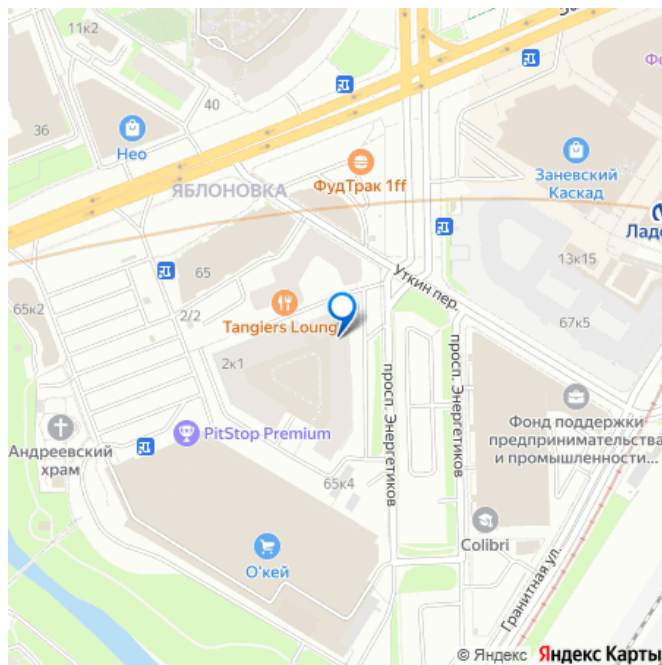 11к2
За
Фо
40
36
Нео
ФудТрак 1ff
Заневский
Каскад
ЯБЛОНОВКА
Ладо
65
13к15
Уткин пер.
65к2
2/2
Tangiers Loung
67к5
2к1
просп. Энергетиков
просп. Энергетиков
Фонд поддержки
предпринимательства
и промышленности...
PitStop Premium
Андреевский
храм
65к4
Colibri
О'кей
Гранитная ул.
© Яндекс Яндекс Карты